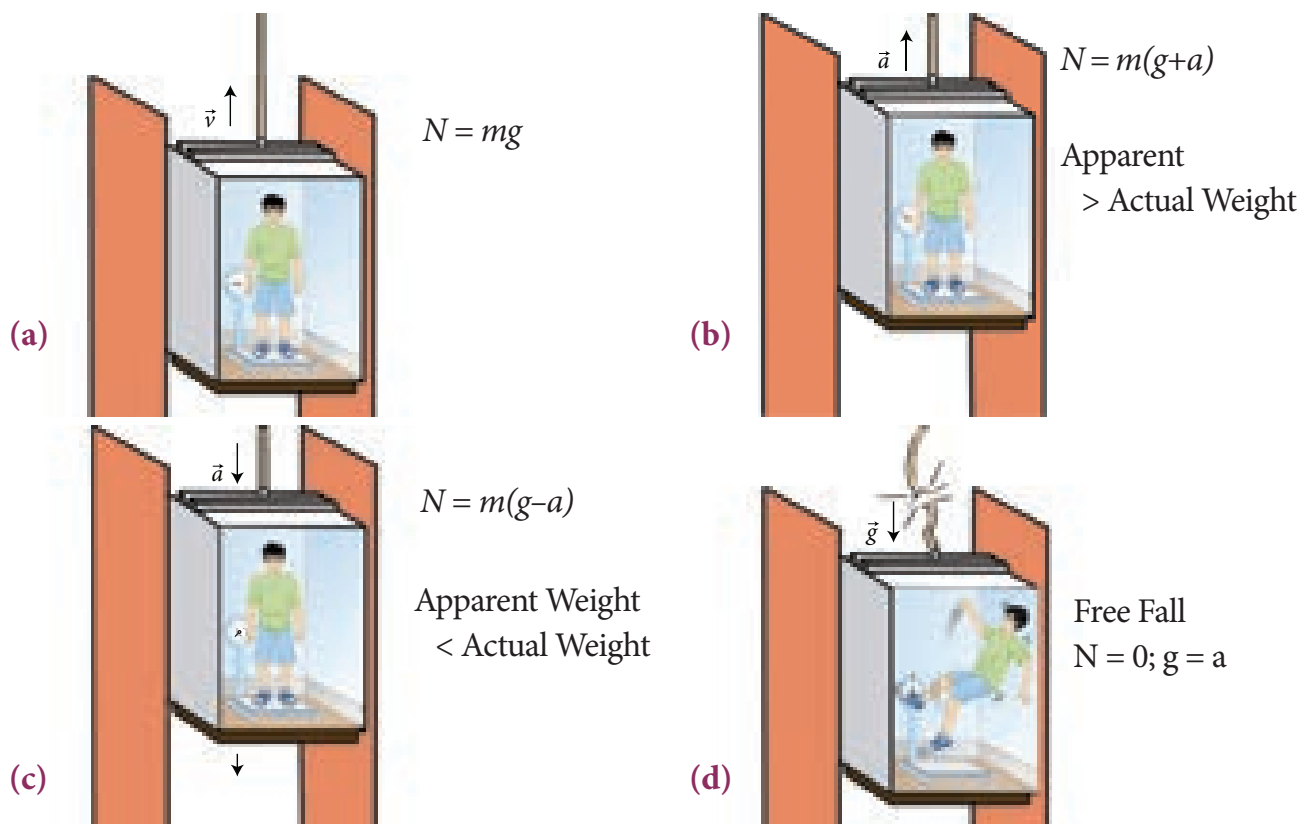 v⃗
N = mg
(a)
a⃗
N = m(g+a)
Apparent
> Actual Weight
(b)
a⃗
N = m(g–a)
Apparent Weight
< Actual Weight
(c)
g⃗
Free Fall
N = 0; g = a
(d)